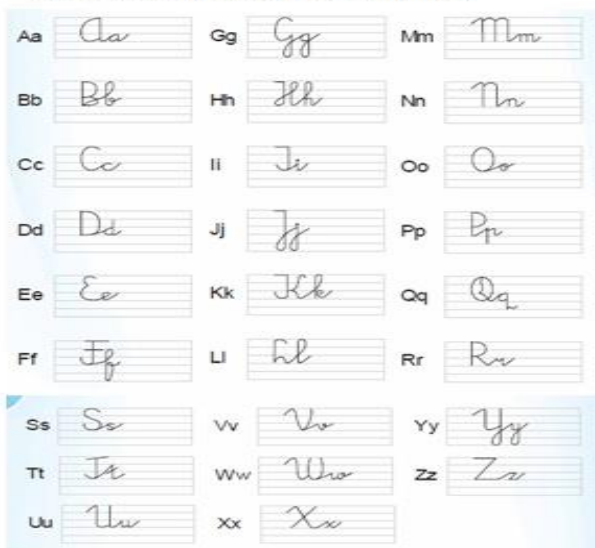 Aa Aa Gg Gg Mm Mm
Bb Bb Hh Hh Nn Nn
Cc Cc Ii Ii Oo Oo
Dd Dd Jj Jj Pp Pp
Ee Ee Kk Kk Qq Qq
Ff Ff Ll Ll Rr Rr
Ss Ss Vv Vv Yy Yy
Tt Tt Ww Ww Zz Zz
Uu Uu Xx Xx